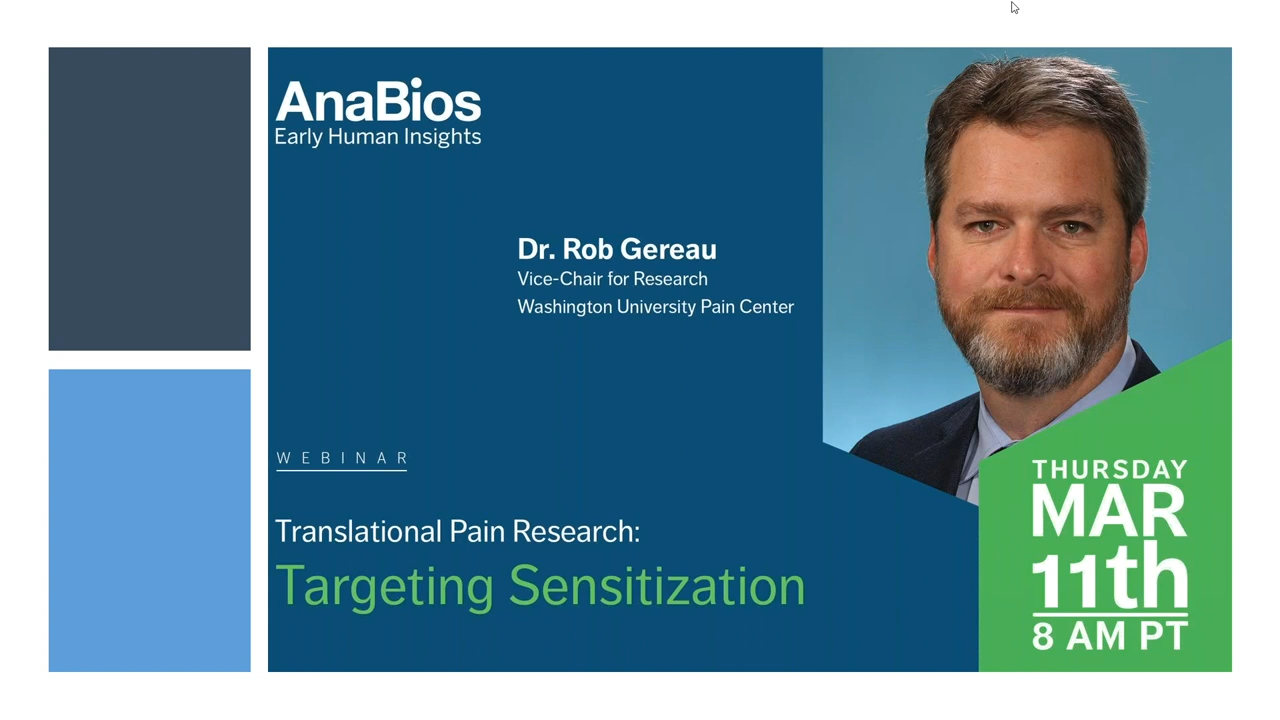 AnaBios
Early Human Insights
Dr. Rob Gereau
Vice-Chair for Research
Washington University Pain Center
WEBINAR
Translational Pain Research:
Targeting Sensitization
THURSDAY
MAR
11th
8 AM PT